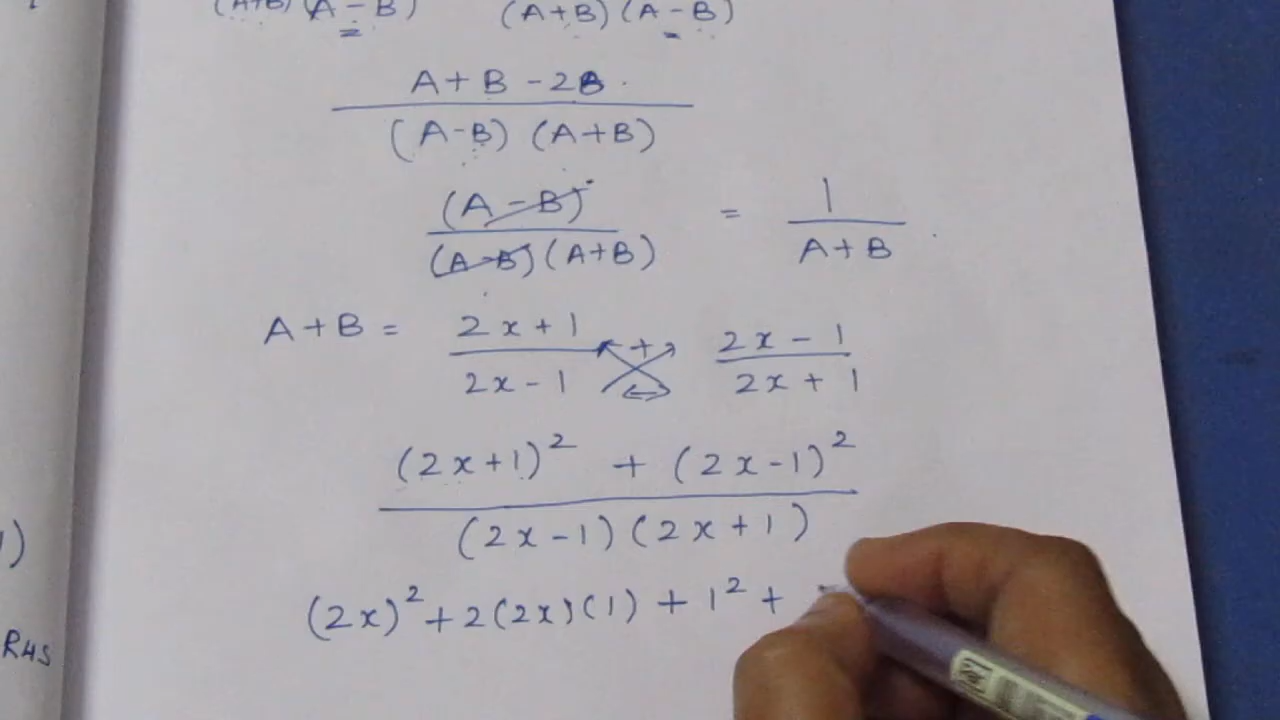 (A+B) (A-B) (A+B) (A-B)
A+B-2B
(A-B) (A+B)
(A-B) = 1
(A-B)(A+B) A+B
A+B = 2x+1 + 2x-1
2x-1 2x+1
(2x+1)² + (2x-1)²
(2x-1)(2x+1)
(2x)²+2(2x)(1)+1²+
RHS